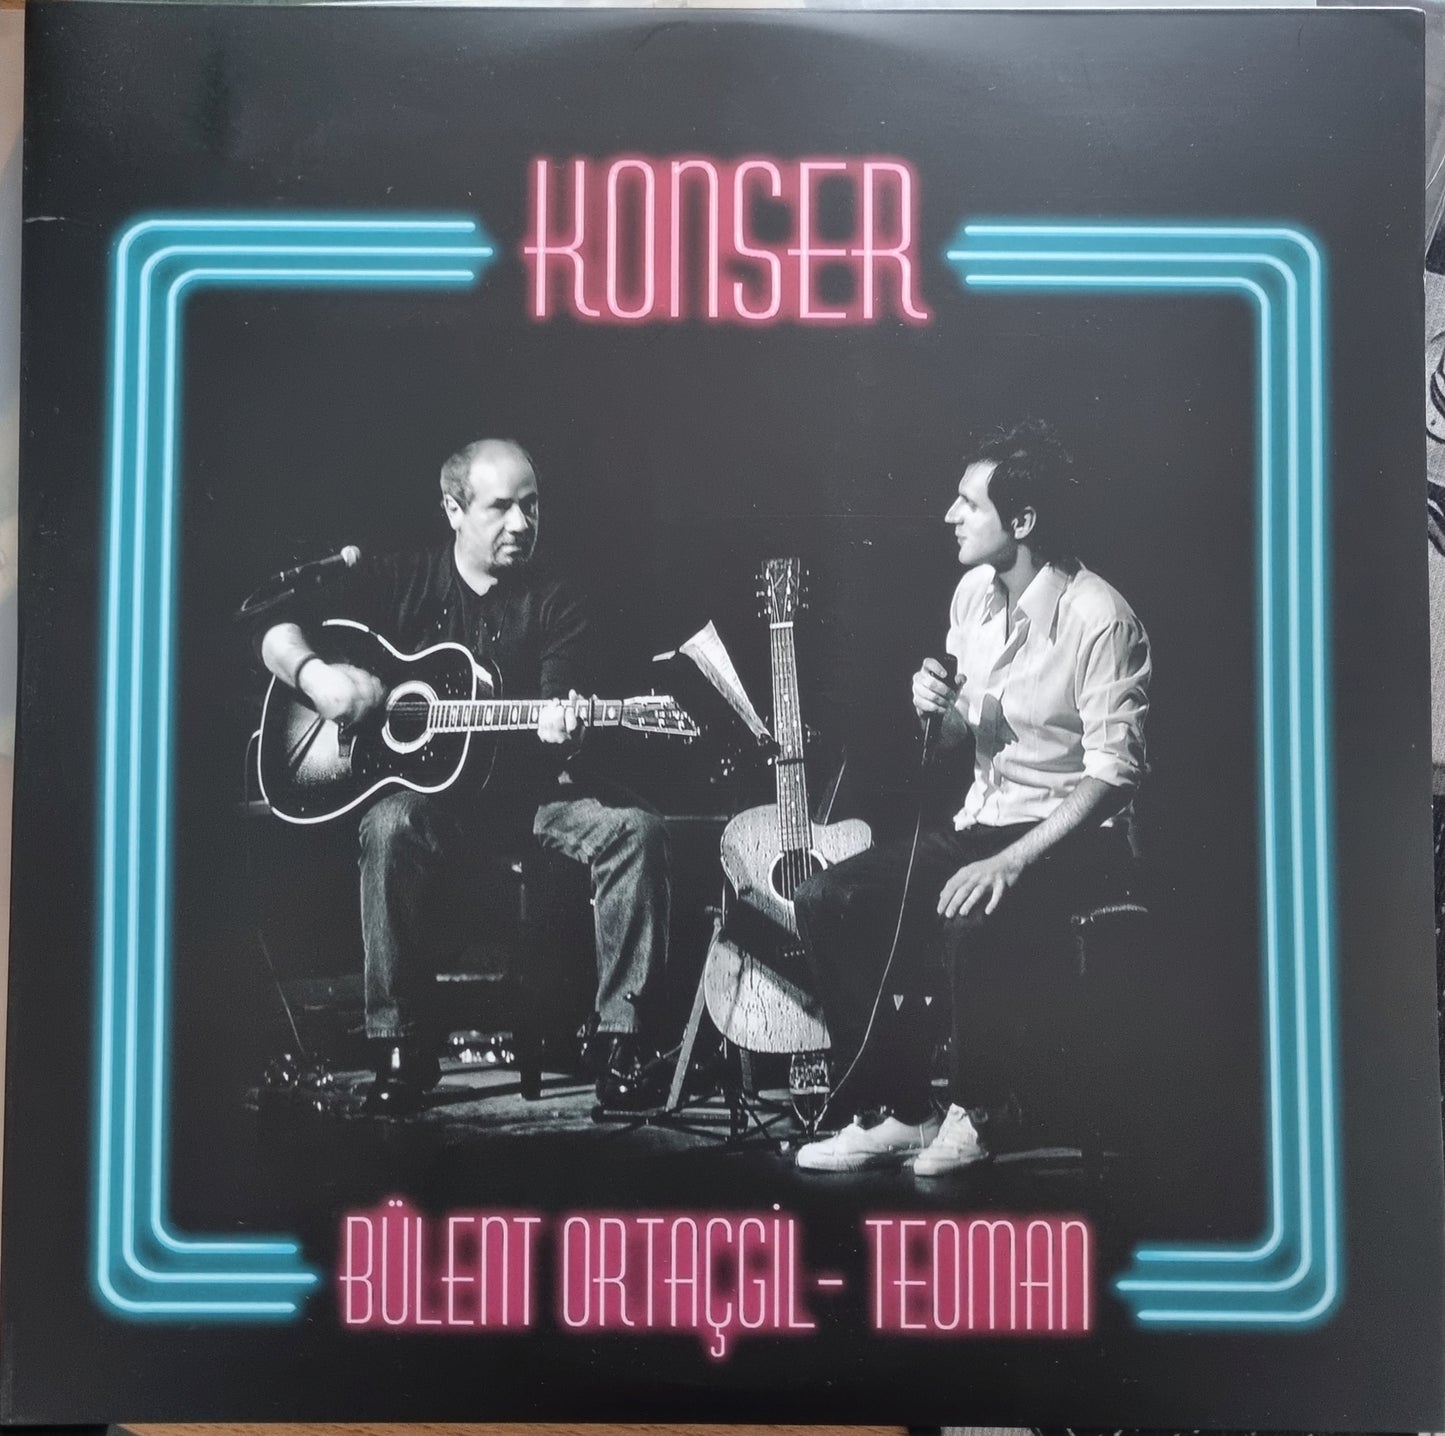 KONSER
BÜLENT ORTAÇGİL - TEOMAN